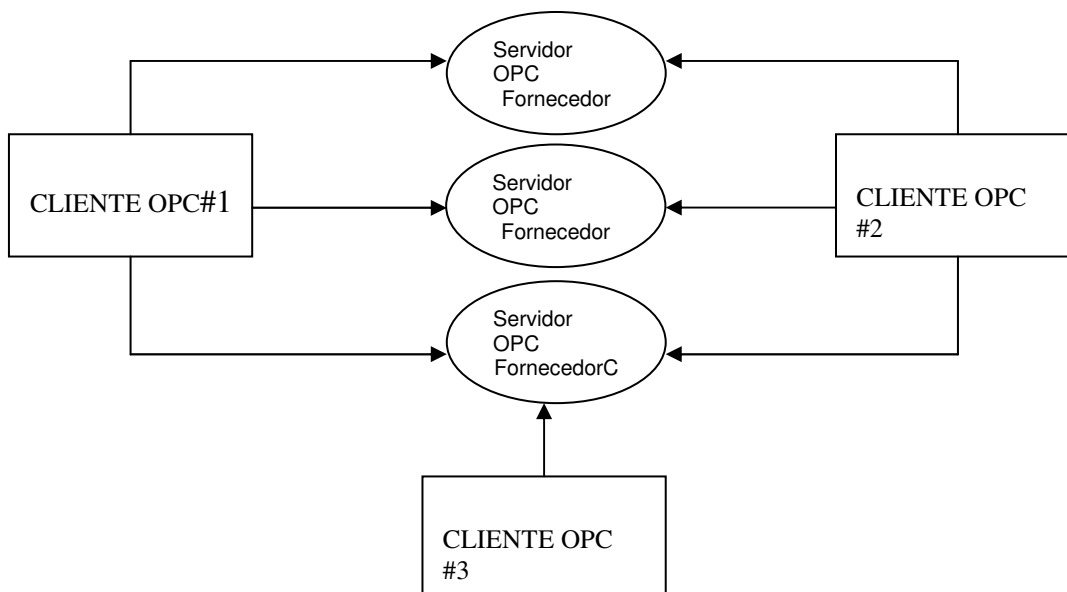 Servidor
OPC
Fornecedor
CLIENTE OPC#1
Servidor
OPC
Fornecedor
CLIENTE OPC
#2
Servidor
OPC
FornecedorC
CLIENTE OPC
#3